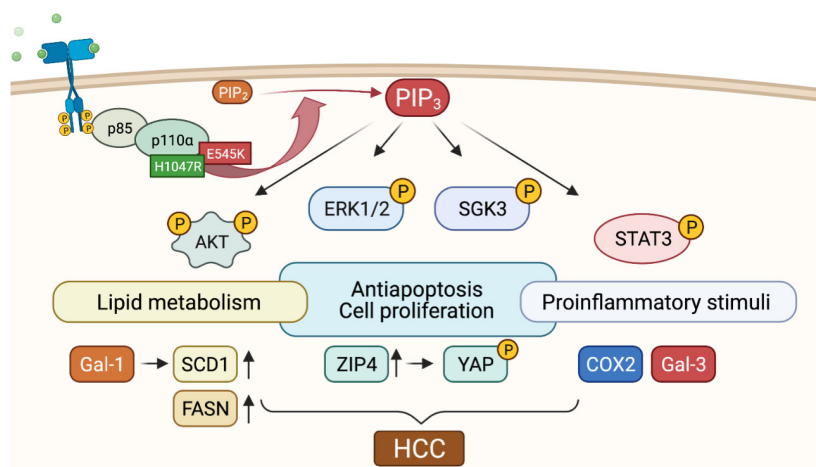 PIP2
PIP3
P
P
P
P
p85
p110α
E545K
H1047R
P
P
AKT
ERK1/2
P
SGK3
P
STAT3
P
Lipid metabolism
Antiapoptosis
Cell proliferation
Proinflammatory stimuli
Gal-1
SCD1
FASN
ZIP4
YAP
P
COX2
Gal-3
HCC